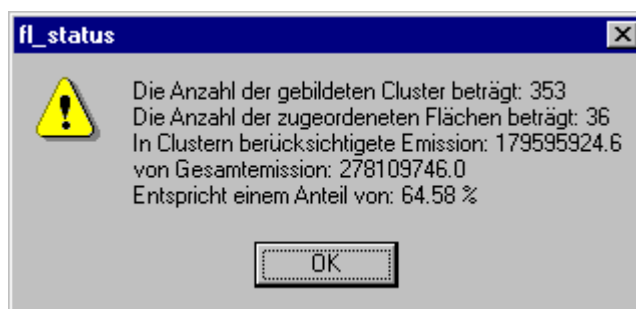 fl_status
Die Anzahl der gebildeten Cluster beträgt: 353
Die Anzahl der zugeordeneten Flächen beträgt: 36
In Clustern berücksichtigete Emission: 179595924.6
von Gesamtemission: 278109746.0
Entspricht einem Anteil von: 64.58 %
OK